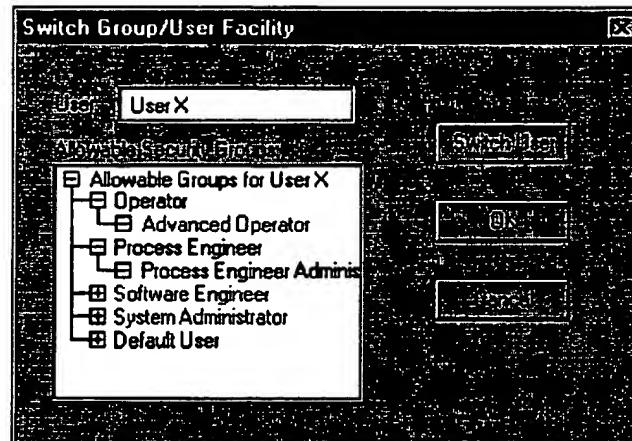 Switch Group/User Facility
User
User X
Allowable Security Groups
Allowable Groups for User X
Operator
Advanced Operator
Process Engineer
Process Engineer Adminis
Software Engineer
System Administrator
Default User
Switch User
OK
Cancel